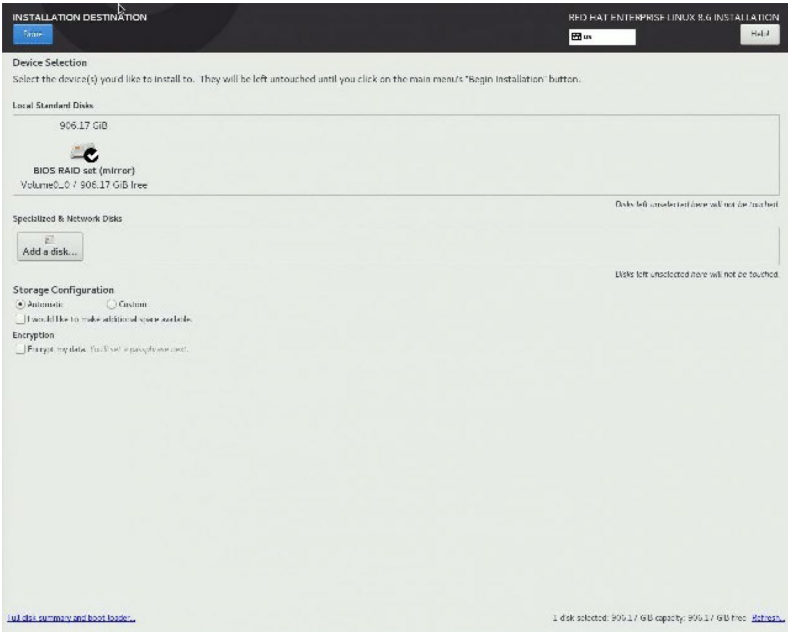 INSTALLATION DESTINATION
RED HAT ENTERPRISE LINUX 8.6 INSTALLATION
Done
us
Help!
Device Selection
Select the device(s) you'd like to install to. They will be left untouched until you click on the main menu's "Begin Installation" button.
Local Standard Disks
906.17 GiB
BIOS RAID set (mirror)
Volume0_0 / 906.17 GiB free
Disks left unselected here will not be touched.
Specialized & Network Disks
Add a disk...
Disks left unselected here will not be touched.
Storage Configuration
Automatic Custom
I would like to make additional space available.
Encryption
Encrypt my data. You'll set a passphrase next.
Full disk summary and boot loader...
1 disk selected; 906.17 GiB capacity; 906.17 GiB free Refresh...